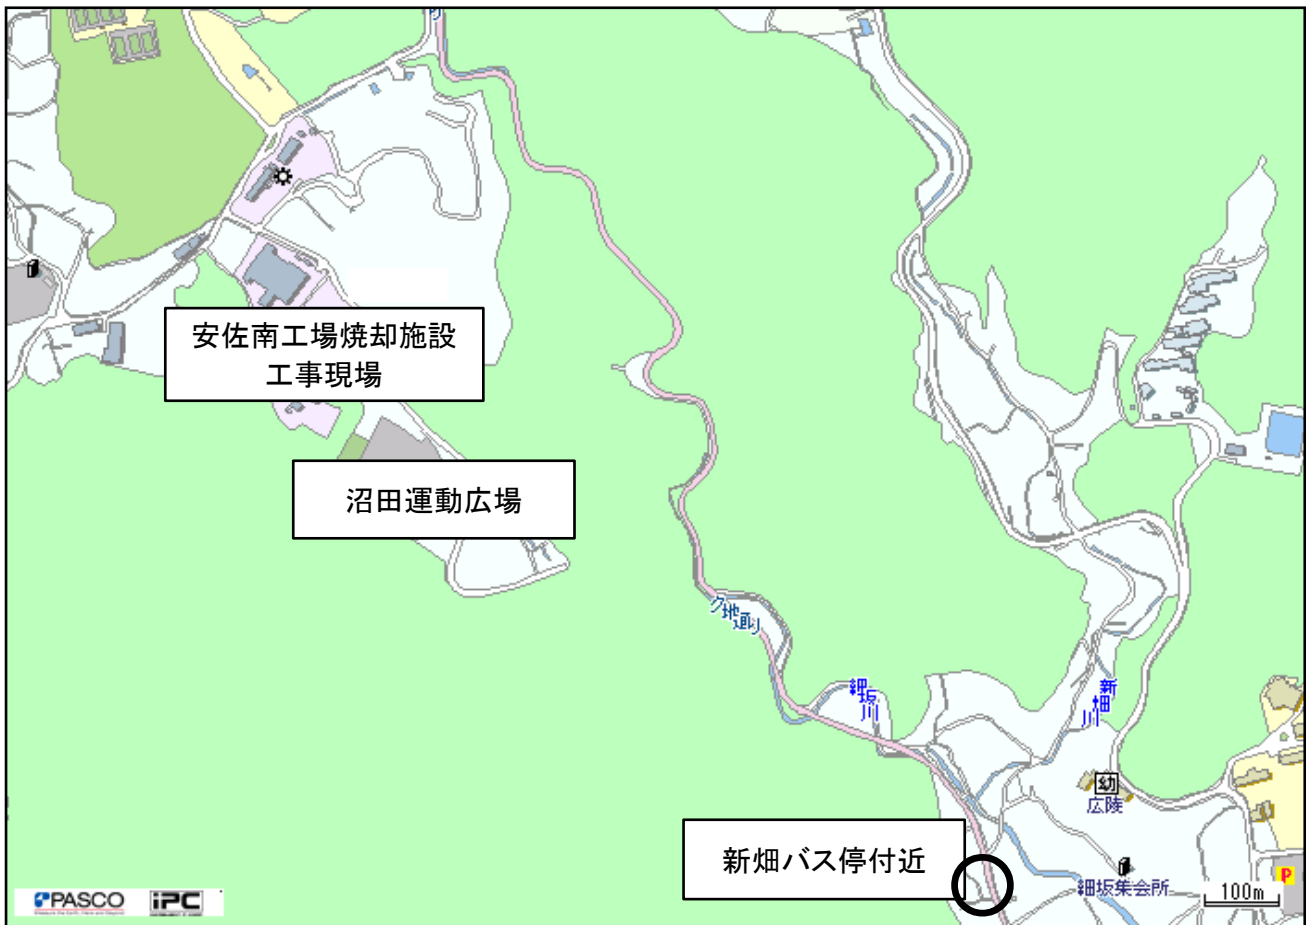 り
安佐南工場焼却施設
工事現場
沼田運動広場
ク地通り
細坂川
新畑川
幼
広陵
新畑バス停付近
細坂集会所
P
100m
PASCO
iPC